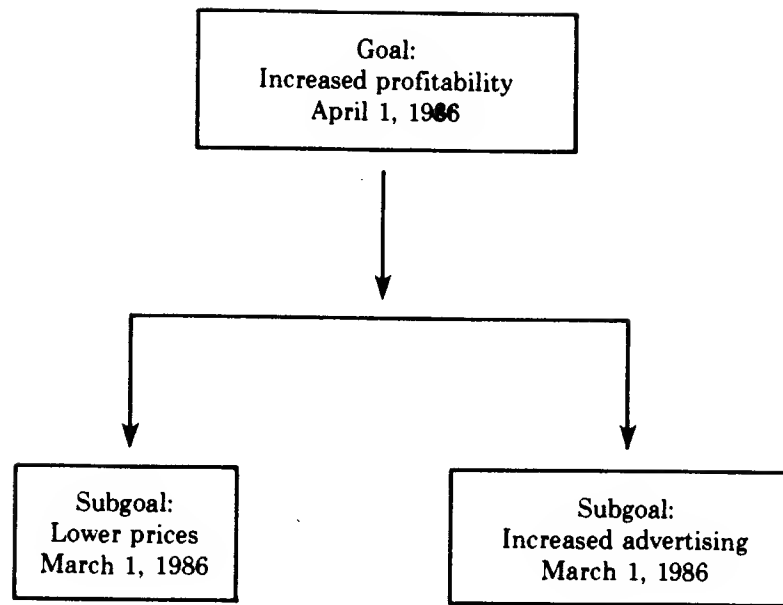 Goal:
Increased profitability
April 1, 1986
Subgoal:
Lower prices
March 1, 1986
Subgoal:
Increased advertising
March 1, 1986